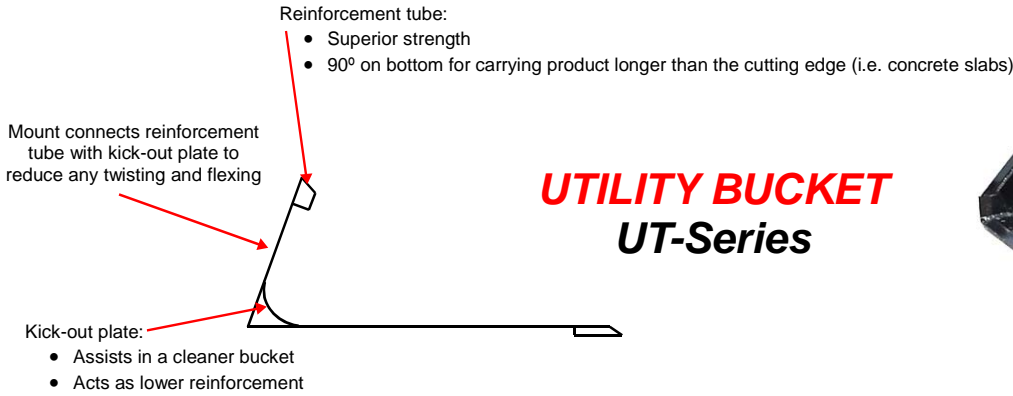 Reinforcement tube:
• Superior strength
• 90º on bottom for carrying product longer than the cutting edge (i.e. concrete slabs)
Mount connects reinforcement
tube with kick-out plate to
reduce any twisting and flexing
UTILITY BUCKET
UT-Series
Kick-out plate:
• Assists in a cleaner bucket
• Acts as lower reinforcement